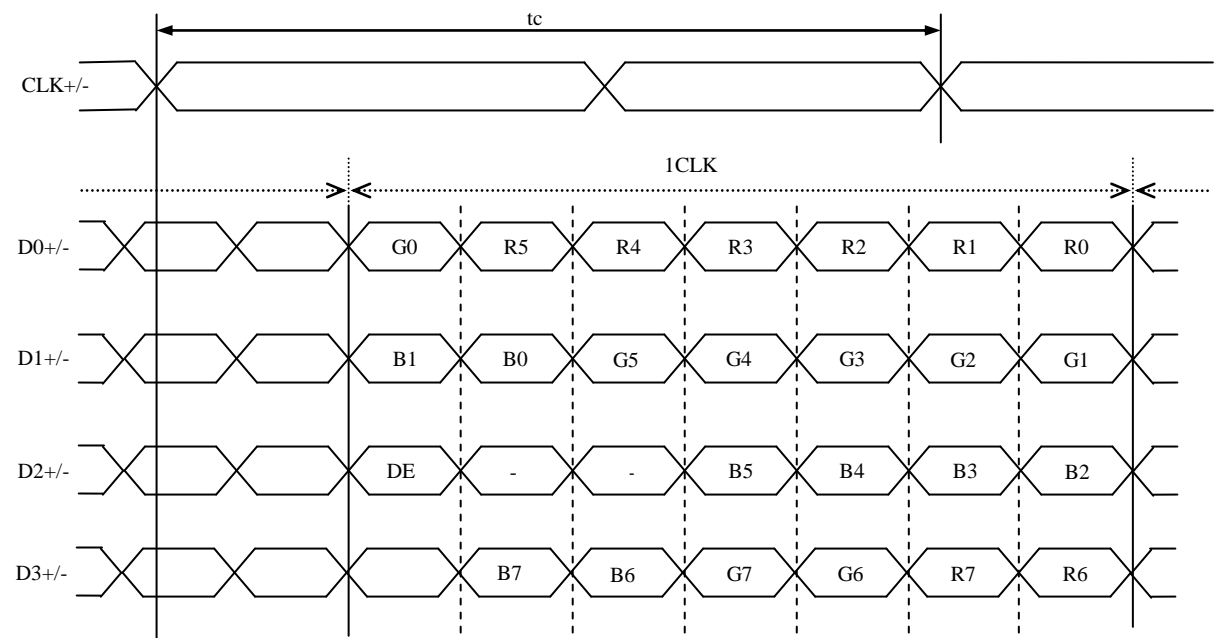 tc
CLK+/-
1CLK
D0+/- G0 R5 R4 R3 R2 R1 R0
D1+/- B1 B0 G5 G4 G3 G2 G1
D2+/- DE - - B5 B4 B3 B2
D3+/- B7 B6 G7 G6 R7 R6